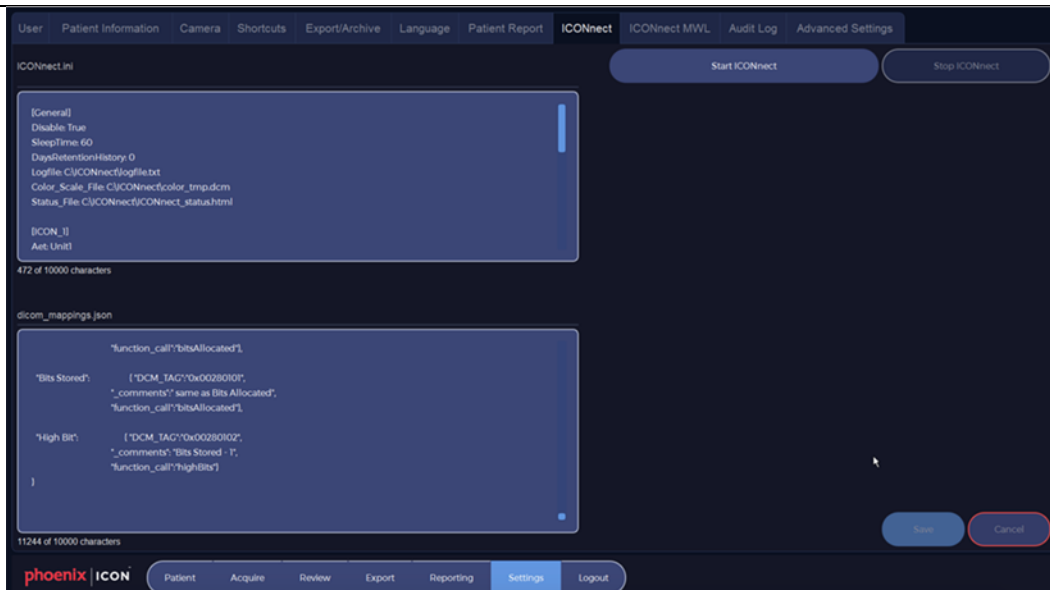 User Patient Information Camera Shortcuts Export/Archive Language Patient Report ICONnect ICONnect MWL Audit Log Advanced Settings
ICONnect.ini
Start ICONnect Stop ICONnect
[General]
Disable: True
SleepTime: 60
DaysRetentionHistory: 0
Logfile: C:\ICONnect\logfile.txt
Color_Scale_File: C:\ICONnect\color_tmp.dcm
Status_File: C:\ICONnect\ICONnect_status.html
[ICON_1]
Aet: Unit1
472 of 10000 characters
dicom_mappings.json
"function_call":"bitsAllocated"},
"Bits Stored": { "DCM_TAG":"0x00280101",
"_comments":" same as Bits Allocated",
"function_call":"bitsAllocated"},
"High Bit": { "DCM_TAG":"0x00280102",
"_comments": "Bits Stored - 1",
"function_call":"highBits"}
}
11244 of 10000 characters
Save Cancel
phoenix | ICON Patient Acquire Review Export Reporting Settings Logout